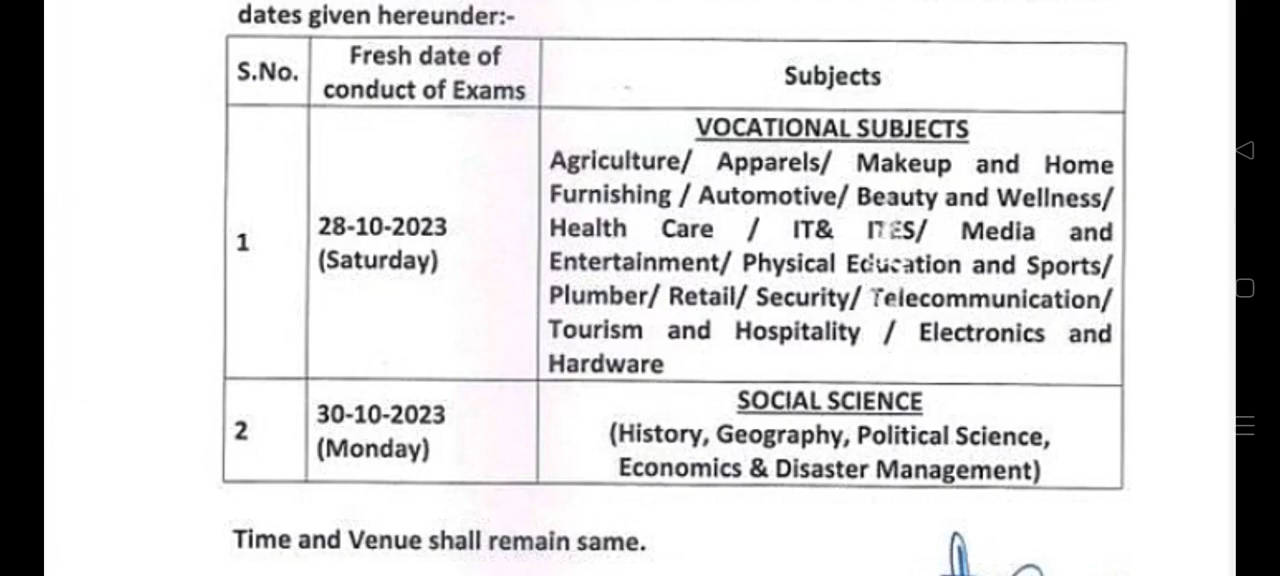 dates given hereunder:-
S.No.
Fresh date of
conduct of Exams
Subjects
1
28-10-2023
(Saturday)
VOCATIONAL SUBJECTS
Agriculture/ Apparels/ Makeup and Home
Furnishing / Automotive/ Beauty and Wellness/
Health Care / IT& ITES/ Media and
Entertainment/ Physical Education and Sports/
Plumber/ Retail/ Security/ Telecommunication/
Tourism and Hospitality / Electronics and
Hardware
2
30-10-2023
(Monday)
SOCIAL SCIENCE
(History, Geography, Political Science,
Economics & Disaster Management)
Time and Venue shall remain same.